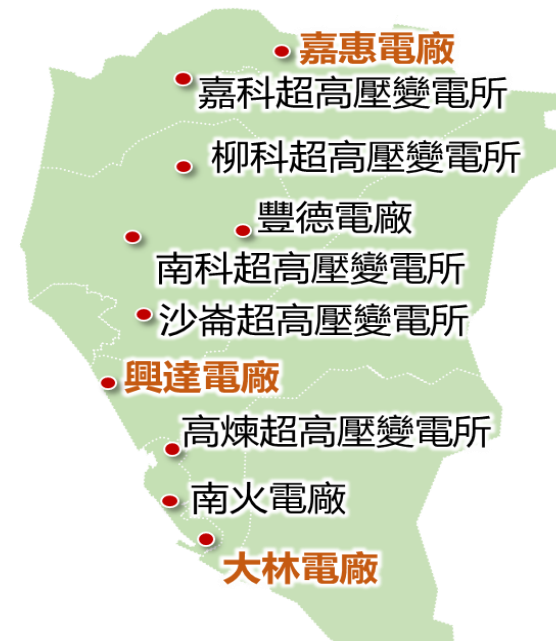 嘉惠電廠
嘉科超高壓變電所
柳科超高壓變電所
豐德電廠
南科超高壓變電所
沙崙超高壓變電所
興達電廠
高煉超高壓變電所
南火電廠
大林電廠